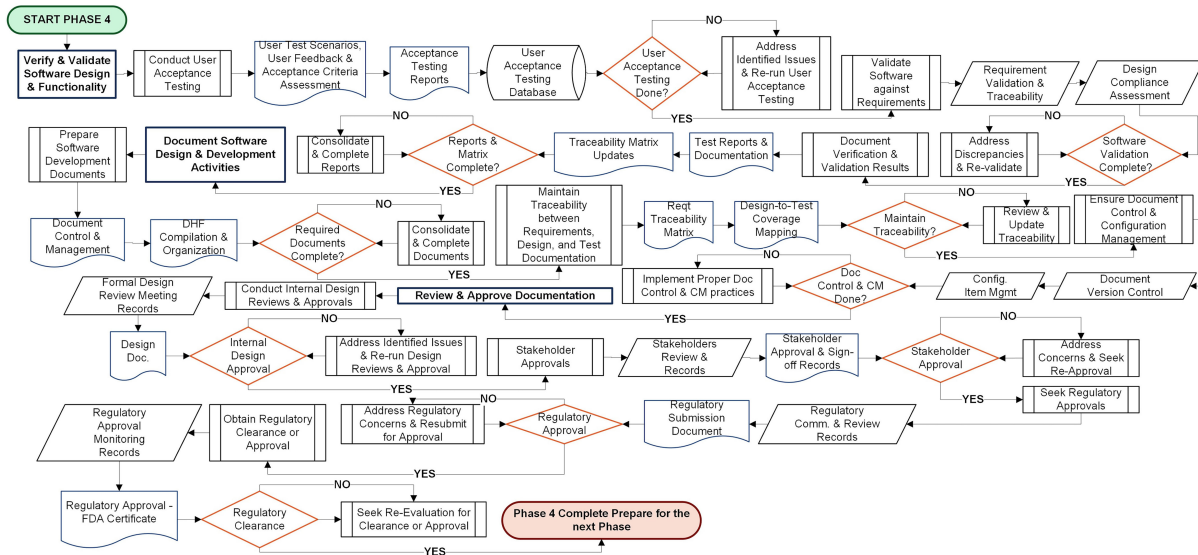 START PHASE 4
Verify & Validate
Software Design
& Functionality
Conduct User
Acceptance
Testing
User Test Scenarios,
User Feedback &
Acceptance Criteria
Assessment
Acceptance
Testing
Reports
User
Acceptance
Testing
Database
User
Acceptance
Testing
Done?
NO
YES
Address
Identified Issues
& Re-run User
Acceptance
Testing
Validate
Software
against
Requirements
Requirement
Validation &
Traceability
Design
Compliance
Assessment
Software
Validation
Complete?
NO
YES
Address
Discrepancies
& Re-validate
Document
Verification &
Validation Results
Test Reports &
Documentation
Traceability Matrix
Updates
Reports &
Matrix
Complete?
NO
YES
Consolidate
& Complete
Reports
Document Software
Design & Development
Activities
Prepare
Software
Development
Documents
Document
Control &
Management
DHF
Compilation &
Organization
Required
Documents
Complete?
NO
YES
Consolidate
& Complete
Documents
Maintain
Traceability
between
Requirements,
Design, and Test
Documentation
Reqt
Traceability
Matrix
Design-to-Test
Coverage
Mapping
Maintain
Traceability?
NO
YES
Review &
Update
Traceability
Ensure Document
Control &
Configuration
Management
Document
Version Control
Config.
Item Mgmt
Doc
Control & CM
Done?
NO
YES
Implement Proper Doc
Control & CM practices
Review & Approve Documentation
Conduct Internal Design
Reviews & Approvals
Formal Design
Review Meeting
Records
Design
Doc.
Internal
Design
Approval
NO
YES
Address Identified Issues
& Re-run Design
Reviews & Approval
Stakeholder
Approvals
Stakeholders
Review &
Records
Stakeholder
Approval & Sign-
off Records
Stakeholder
Approval
NO
YES
Address
Concerns & Seek
Re-Approval
Seek Regulatory
Approvals
Regulatory
Comm. & Review
Records
Regulatory
Submission
Document
Regulatory
Approval
NO
YES
Address Regulatory
Concerns & Resubmit
for Approval
Obtain Regulatory
Clearance or
Approval
Regulatory
Approval
Monitoring
Records
Regulatory Approval -
FDA Certificate
Regulatory
Clearance
NO
YES
Seek Re-Evaluation for
Clearance or Approval
Phase 4 Complete Prepare for the
next Phase